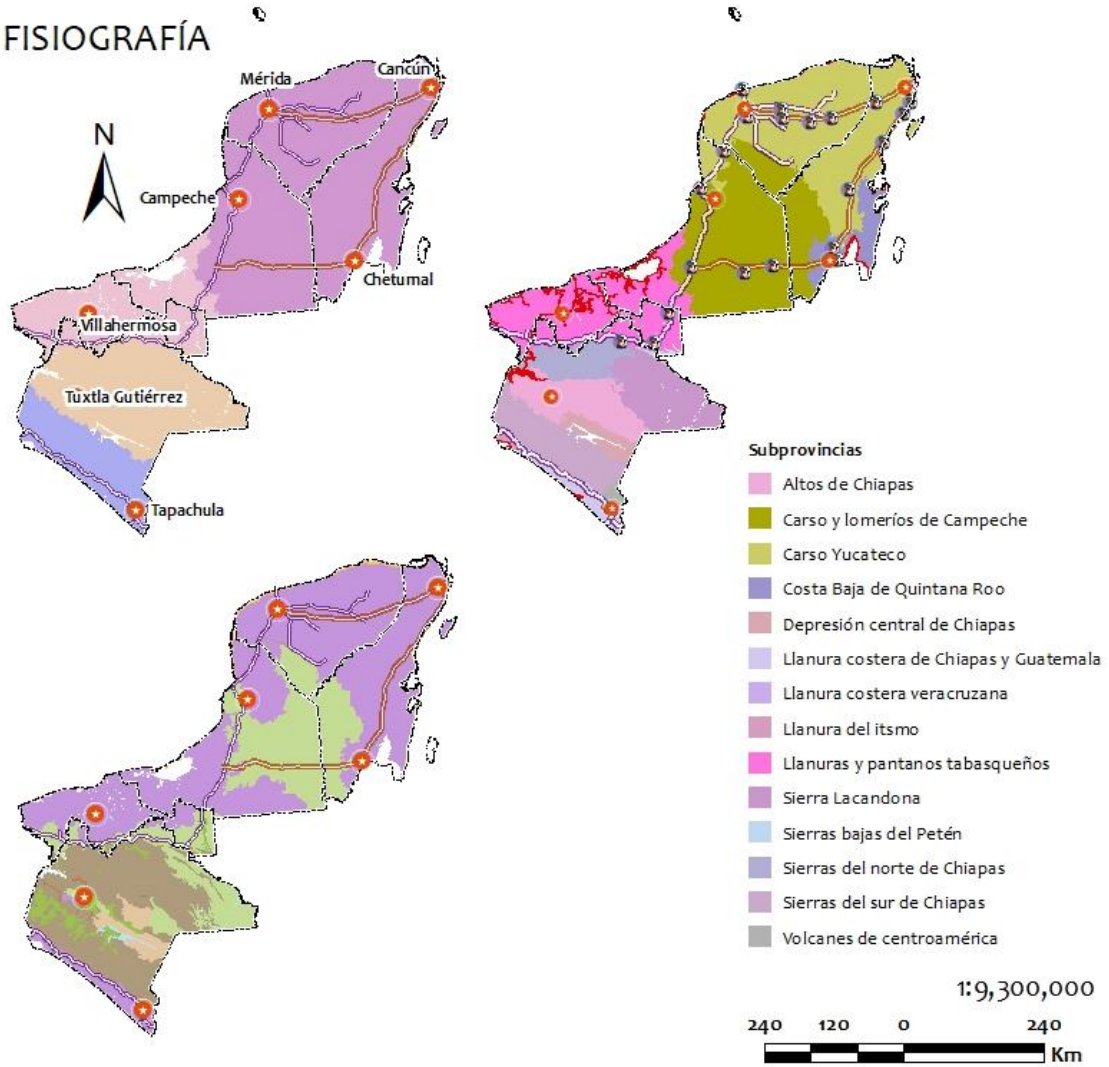 FISIOGRAFÍA
Mérida
Cancún
N
Campeche
Chetumal
Villahermosa
Tuxtla Gutiérrez
Tapachula
Subprovincias
Altos de Chiapas
Carso y lomeríos de Campeche
Carso Yucateco
Costa Baja de Quintana Roo
Depresión central de Chiapas
Llanura costera de Chiapas y Guatemala
Llanura costera veracruzana
Llanura del itsmo
Llanuras y pantanos tabasqueños
Sierra Lacandona
Sierras bajas del Petén
Sierras del norte de Chiapas
Sierras del sur de Chiapas
Volcanes de centroamérica
1:9,300,000
240 120 0 240
Km